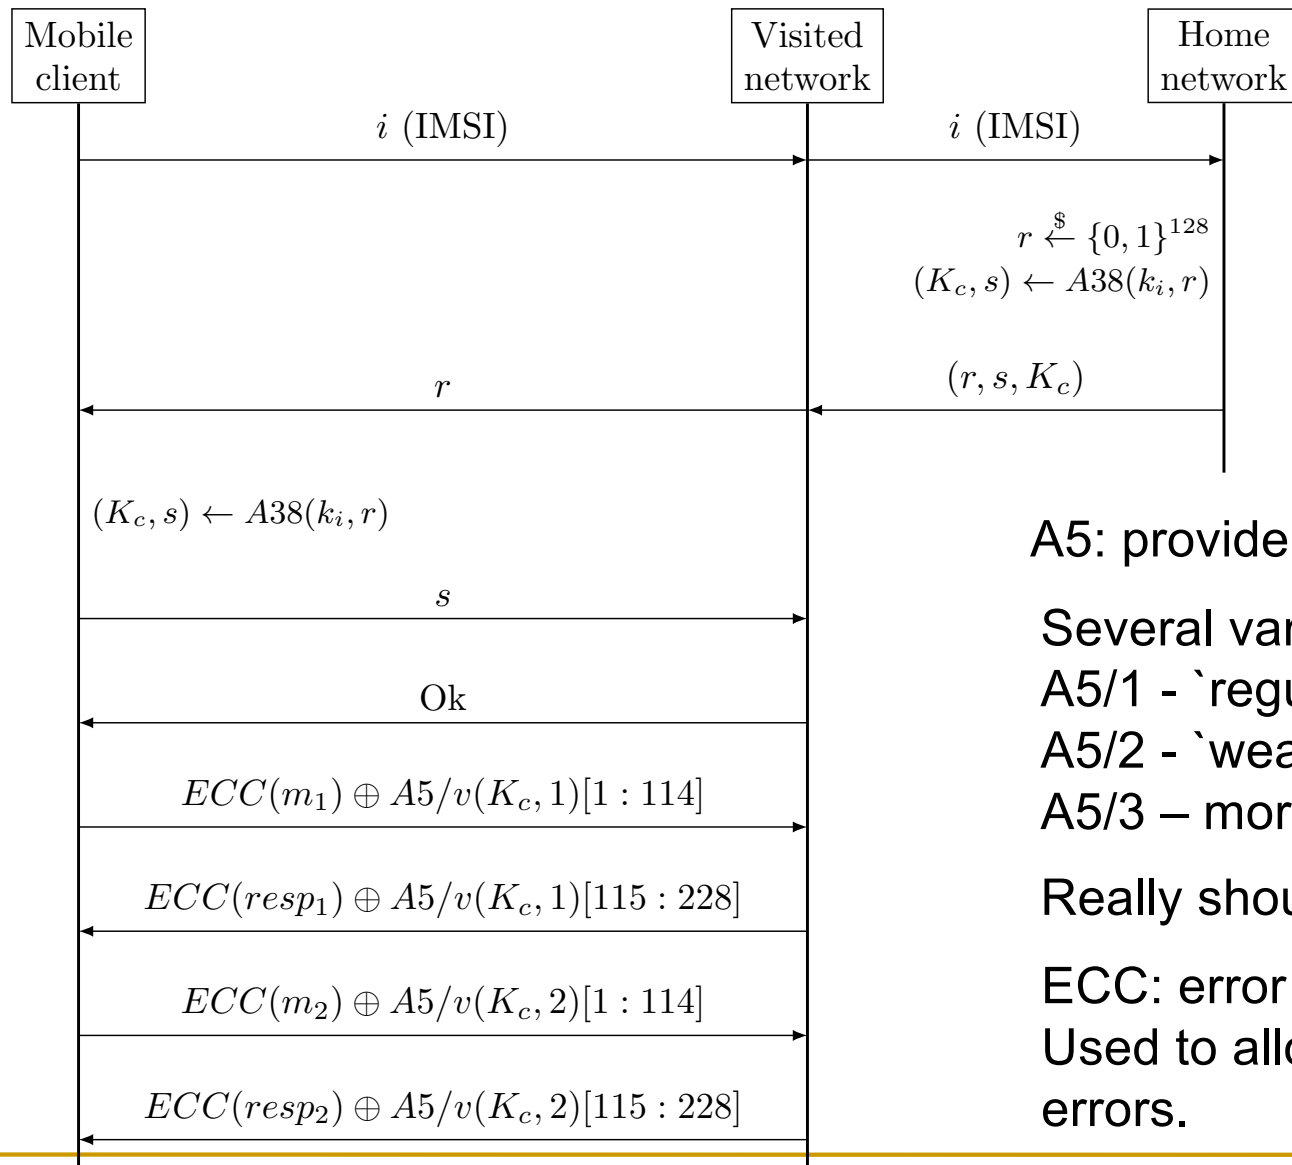 Mobile client
Visited network
Home network
i (IMSI)
i (IMSI)
r ←$ {0, 1}^128
(K_c, s) ← A38(k_i, r)
(r, s, K_c)
r
(K_c, s) ← A38(k_i, r)
s
Ok
ECC(m_1) ⊕ A5/v(K_c, 1)[1 : 114]
ECC(resp_1) ⊕ A5/v(K_c, 1)[115 : 228]
ECC(m_2) ⊕ A5/v(K_c, 2)[1 : 114]
ECC(resp_2) ⊕ A5/v(K_c, 2)[115 : 228]
A5: provide
Several var
A5/1 - `regu
A5/2 - `wea
A5/3 – mor
Really shou
ECC: error
Used to allo
errors.